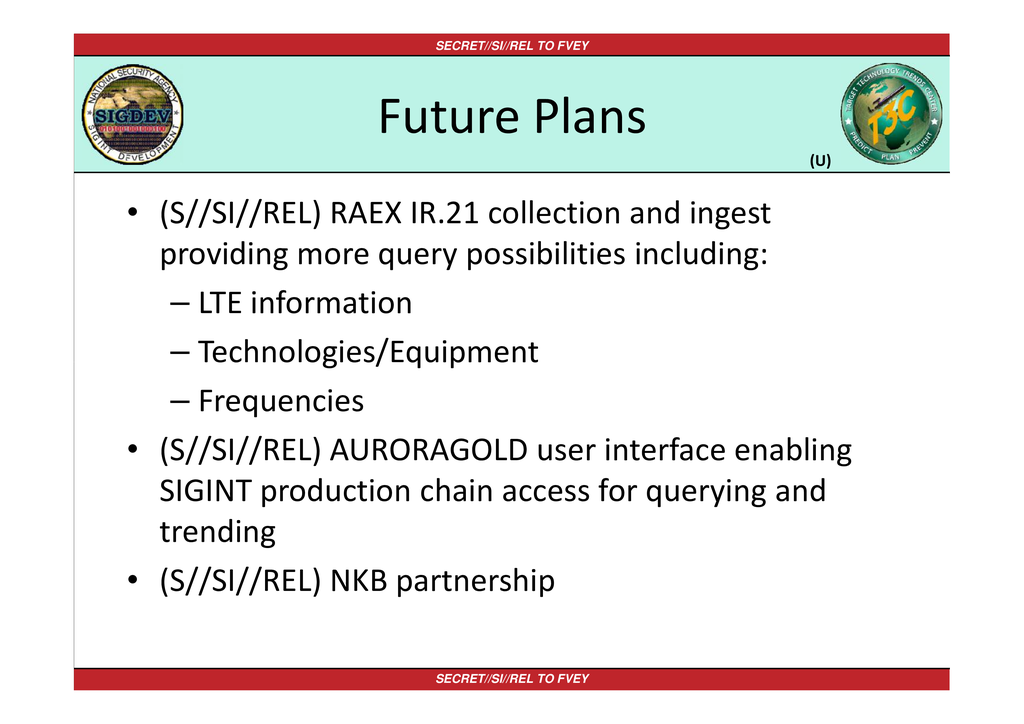 SECRET//SI//REL TO FVEY
NATIONAL SECURITY AGENCY
SIGDEV
SIGINT DEVELOPMENT
Future Plans
TARGET TECHNOLOGY TRENDS CENTER
T3C
PREDICT PLAN PREVENT
(U)
• (S//SI//REL) RAEX IR.21 collection and ingest
providing more query possibilities including:
– LTE information
– Technologies/Equipment
– Frequencies
• (S//SI//REL) AURORAGOLD user interface enabling
SIGINT production chain access for querying and
trending
• (S//SI//REL) NKB partnership
SECRET//SI//REL TO FVEY